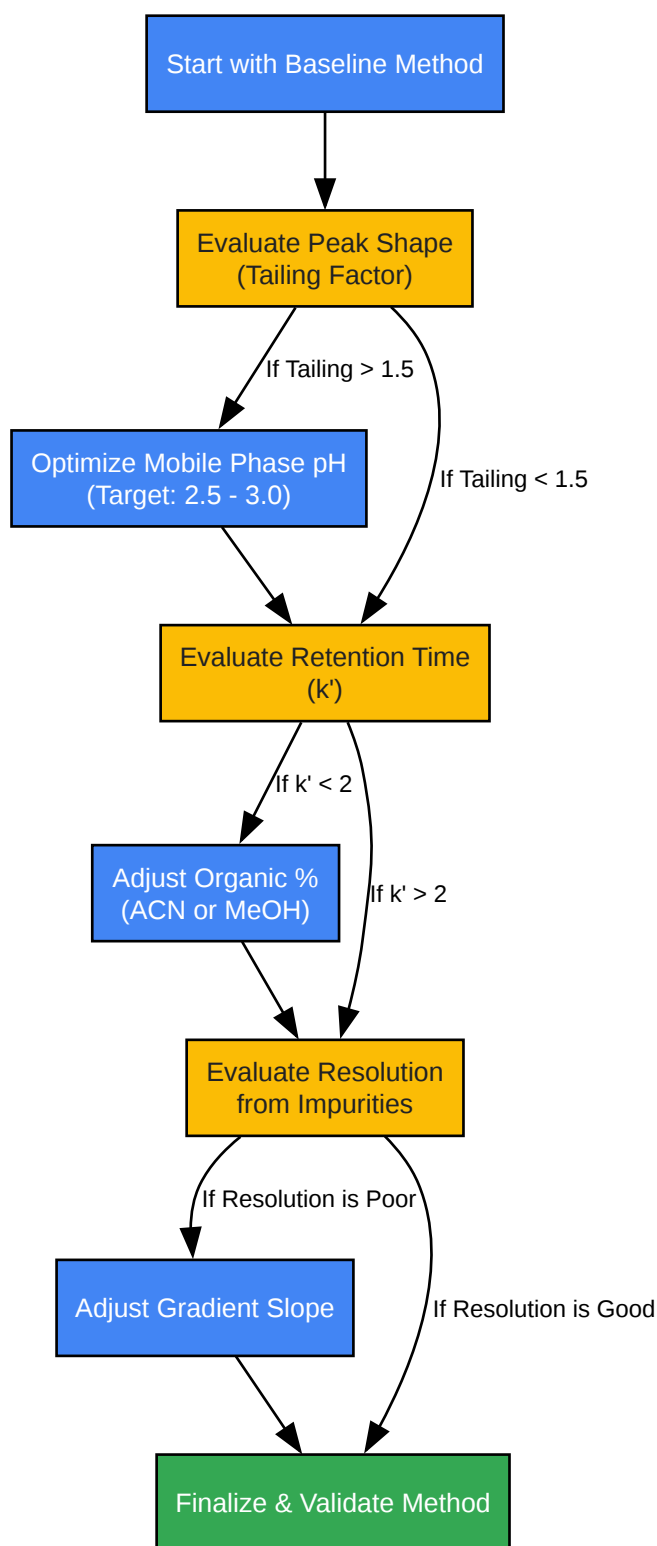 Start with Baseline Method
Evaluate Peak Shape
(Tailing Factor)
If Tailing > 1.5
Optimize Mobile Phase pH
(Target: 2.5 - 3.0)
If Tailing < 1.5
Evaluate Retention Time
(k')
If k' < 2
Adjust Organic %
(ACN or MeOH)
If k' > 2
Evaluate Resolution
from Impurities
If Resolution is Poor
Adjust Gradient Slope
If Resolution is Good
Finalize & Validate Method